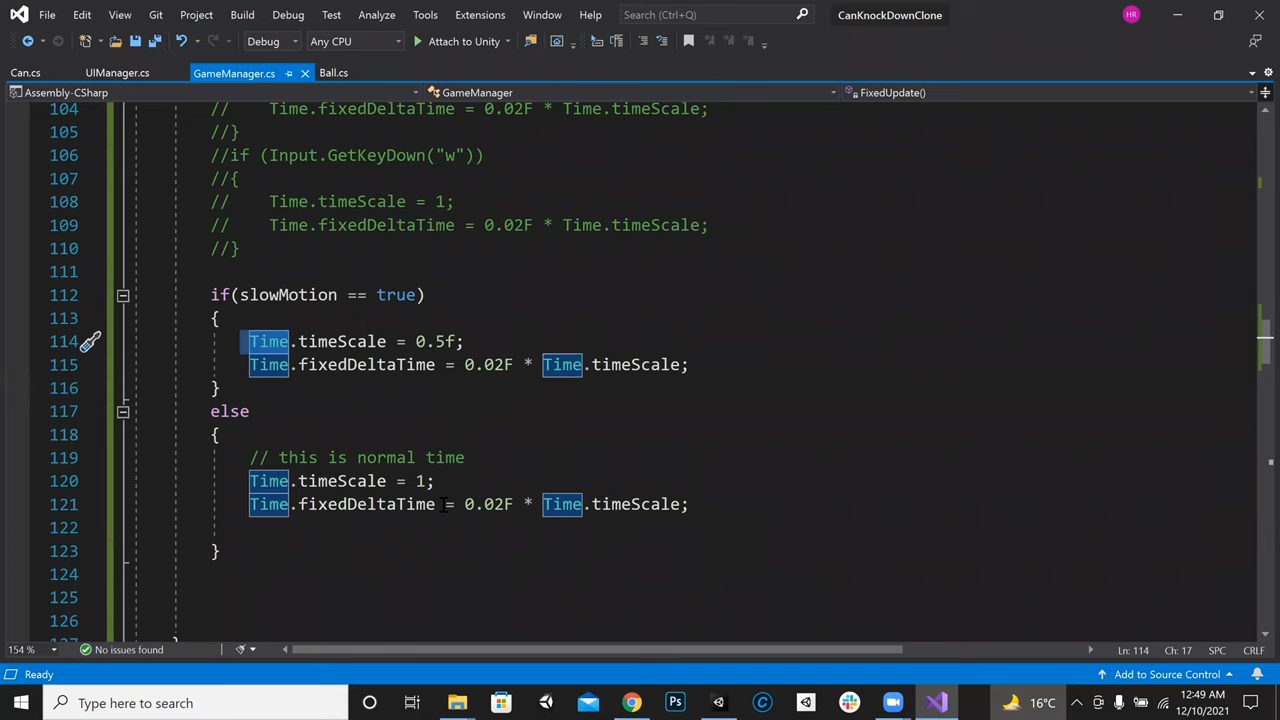 File Edit View Git Project Build Debug Test Analyze Tools Extensions Window Help Search (Ctrl+Q) CanKnockDownClone HR
Debug Any CPU Attach to Unity
Can.cs UIManager.cs GameManager.cs Ball.cs
Assembly-CSharp GameManager FixedUpdate()
104 //    Time.fixedDeltaTime = 0.02F * Time.timeScale;
105 //}
106 //if (Input.GetKeyDown("w"))
107 //{
108 //    Time.timeScale = 1;
109 //    Time.fixedDeltaTime = 0.02F * Time.timeScale;
110 //}
111
112 if(slowMotion == true)
113 {
114 Time.timeScale = 0.5f;
115 Time.fixedDeltaTime = 0.02F * Time.timeScale;
116 }
117 else
118 {
119 // this is normal time
120 Time.timeScale = 1;
121 Time.fixedDeltaTime = 0.02F * Time.timeScale;
122
123 }
124
125
126
154 % No issues found Ln: 114 Ch: 17 SPC CRLF
Ready Add to Source Control
Type here to search Ps 16°C 12:49 AM
12/10/2021